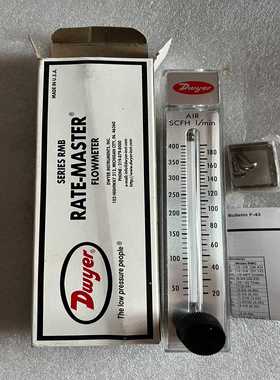 MADE IN U.S.A.
SERIES RMB
RATE-MASTER®
FLOWMETER
DWYER INSTRUMENTS, INC.
Dwyer®
The low pressure people®
Dwyer
AIR
SCFH l/min
400
180
350
160
300
140
250
120
200
100
150
80
60
100
40
50
20
Bulletin F-43